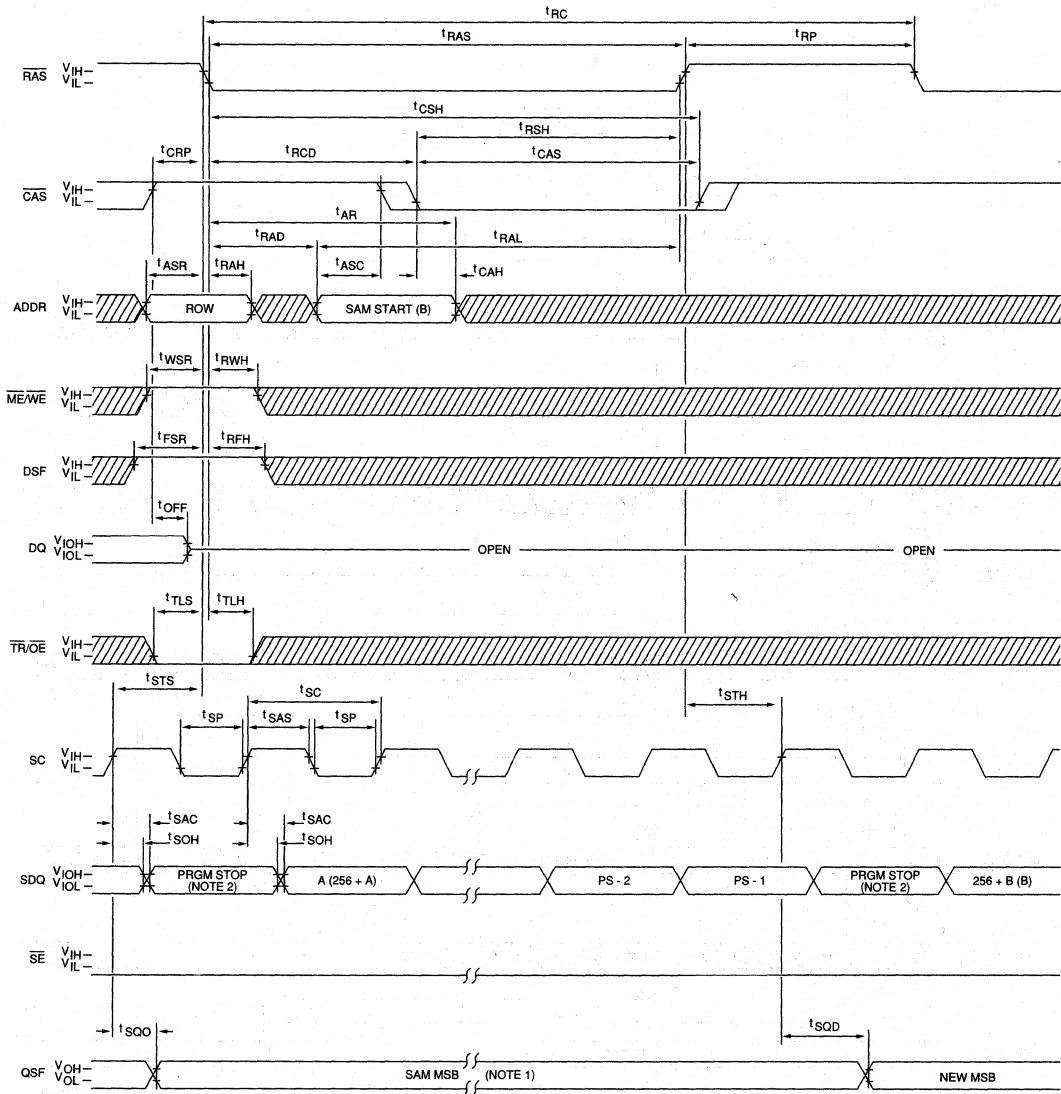 tRC
tRAS
tRP
RAS VIH
VIL
tCSH
tRSH
tCRP
tRCD
tCAS
CAS VIH
VIL
tAR
tRAD
tRAL
tASR
tRAH
tASC
tCAH
ADDR VIH
VIL
ROW
SAM START (B)
tWSR
tRWH
ME/WE VIH
VIL
tFSR
tRFH
DSF VIH
VIL
tOFF
DQ VIOH
VIOL
OPEN
OPEN
tTLS
tTLH
TR/OE VIH
VIL
tSTS
tSC
tSTH
tSP
tSAS
tSP
SC VIH
VIL
tSAC
tSAC
tSOH
tSOH
SDQ VIOH
VIOL
PRGM STOP
(NOTE 2)
A (256 + A)
PS - 2
PS - 1
PRGM STOP
(NOTE 2)
256 + B (B)
SE VIH
VIL
tSQO
tSQD
QSF VOH
VOL
SAM MSB (NOTE 1)
NEW MSB